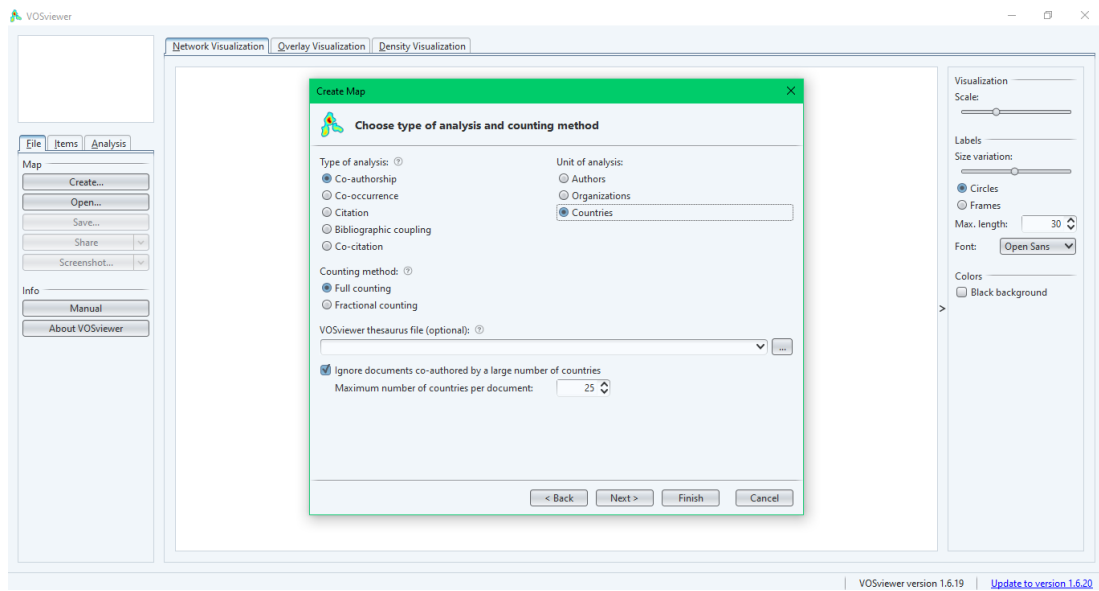 VOSviewer
Network Visualization Overlay Visualization Density Visualization
File Items Analysis
Map
Create...
Open...
Save...
Share
Screenshot...
Info
Manual
About VOSviewer
Create Map
Choose type of analysis and counting method
Type of analysis: ?
Co-authorship
Co-occurrence
Citation
Bibliographic coupling
Co-citation
Unit of analysis:
Authors
Organizations
Countries
Counting method: ?
Full counting
Fractional counting
VOSviewer thesaurus file (optional): ?
...
Ignore documents co-authored by a large number of countries
Maximum number of countries per document: 25
< Back Next > Finish Cancel
Visualization
Scale:
Labels
Size variation:
Circles
Frames
Max. length: 30
Font: Open Sans
Colors
Black background
>
VOSviewer version 1.6.19 Update to version 1.6.20